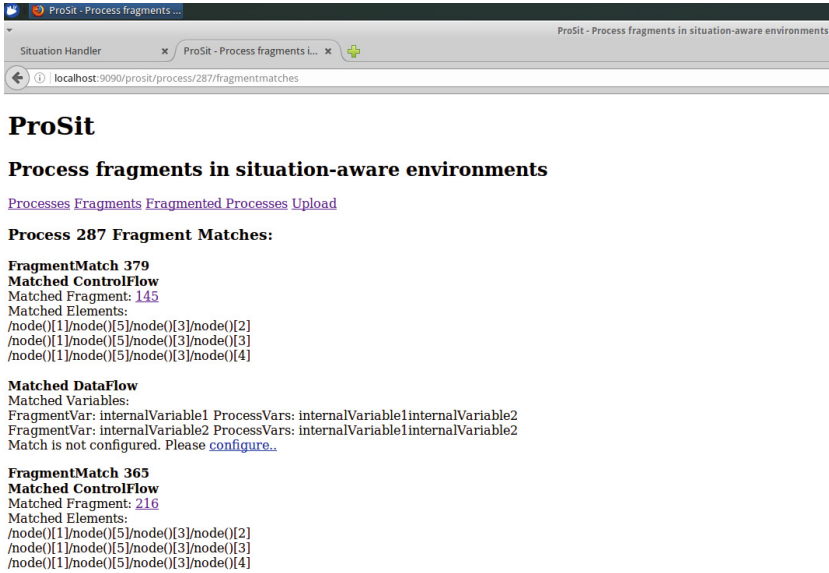 ProSit - Process fragments ...
ProSit - Process fragments in situation-aware environments
Situation Handler
ProSit - Process fragments i...
localhost:9090/prosit/process/287/fragmentmatches
ProSit
Process fragments in situation-aware environments
Processes Fragments Fragmented Processes Upload
Process 287 Fragment Matches:
FragmentMatch 379
Matched ControlFlow
Matched Fragment: 145
Matched Elements:
/node()[1]/node()[5]/node()[3]/node()[2]
/node()[1]/node()[5]/node()[3]/node()[3]
/node()[1]/node()[5]/node()[3]/node()[4]
Matched DataFlow
Matched Variables:
FragmentVar: internalVariable1 ProcessVars: internalVariable1internalVariable2
FragmentVar: internalVariable2 ProcessVars: internalVariable1internalVariable2
Match is not configured. Please configure..
FragmentMatch 365
Matched ControlFlow
Matched Fragment: 216
Matched Elements:
/node()[1]/node()[5]/node()[3]/node()[2]
/node()[1]/node()[5]/node()[3]/node()[3]
/node()[1]/node()[5]/node()[3]/node()[4]